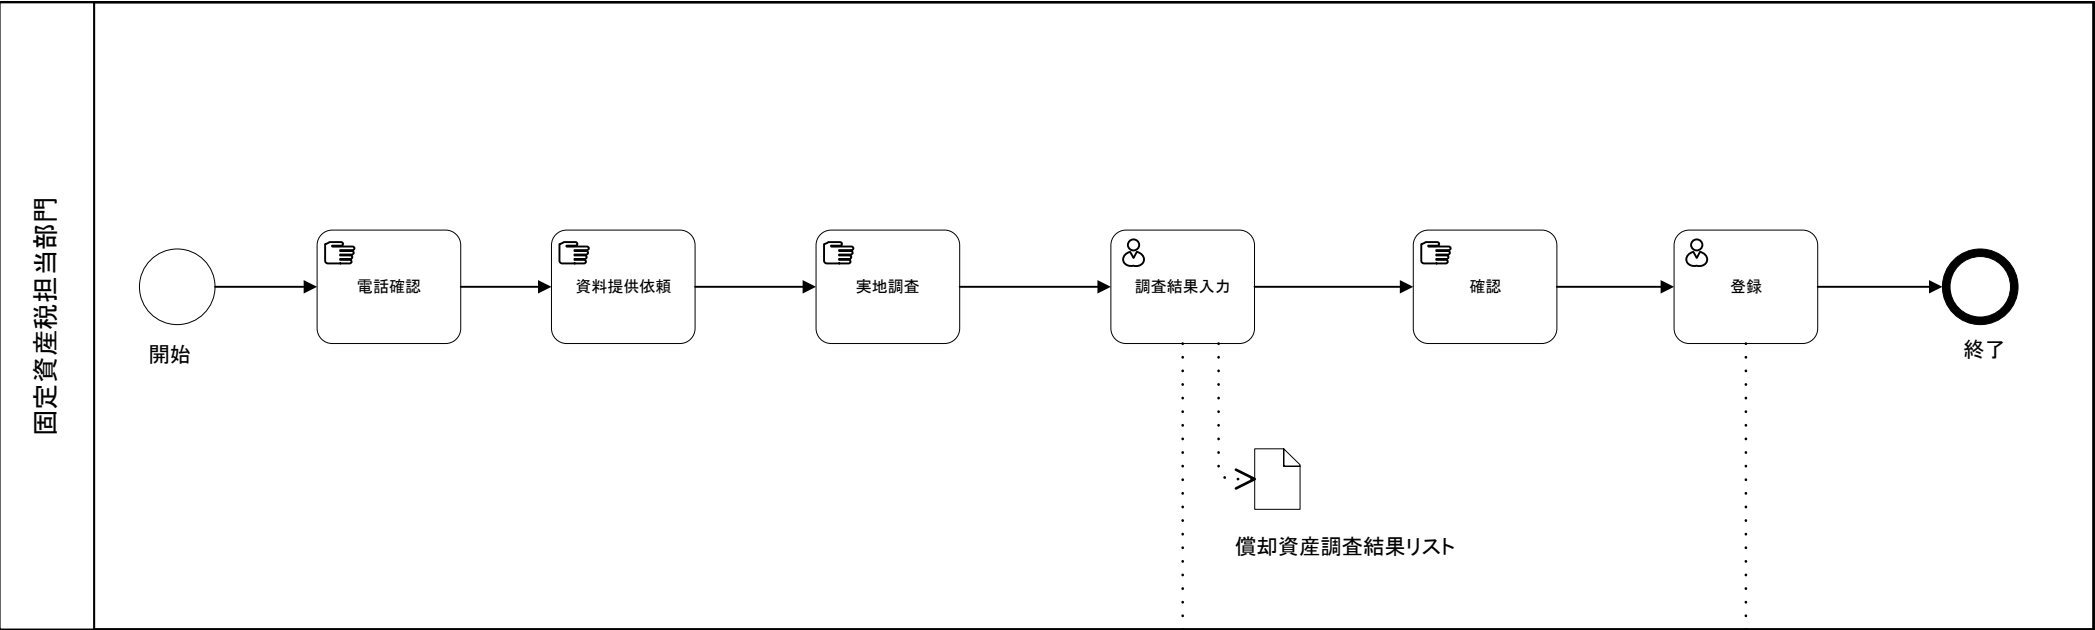 固定資産税担当部門
開始
電話確認
資料提供依頼
実地調査
調査結果入力
確認
登録
終了
償却資産調査結果リスト